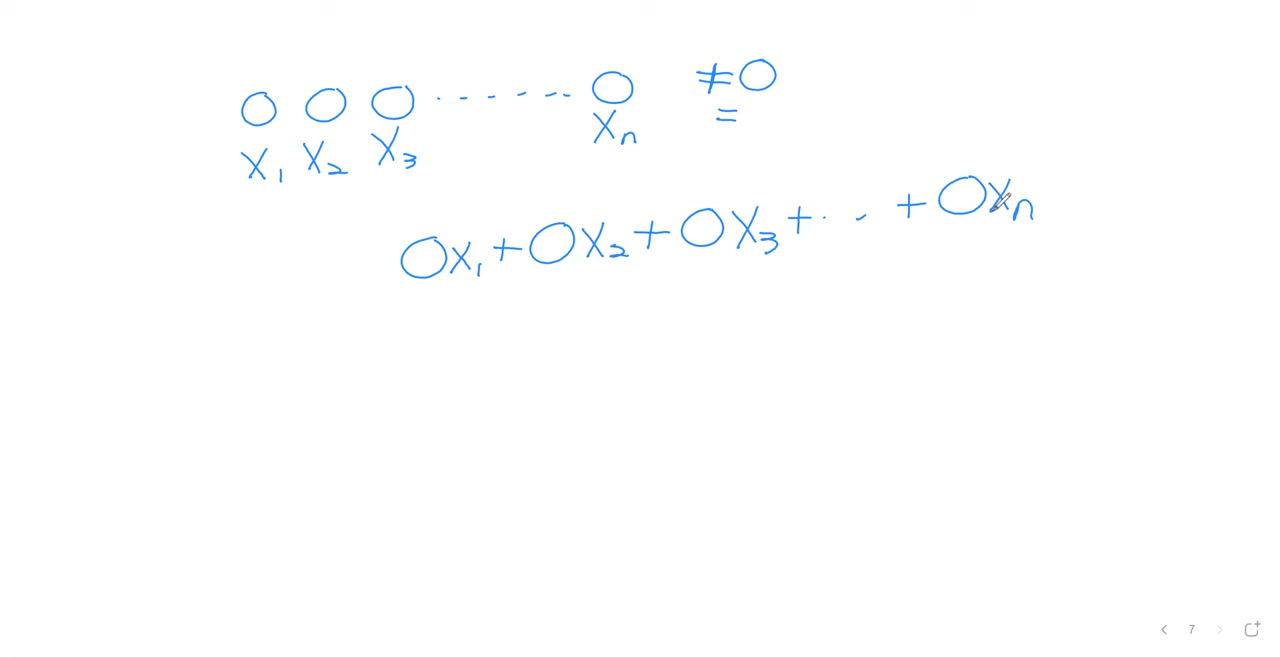 0 0 0 ------ 0 ≠0
=
X1 X2 X3 Xn
0X1+0X2+0X3+...+0Xn
7